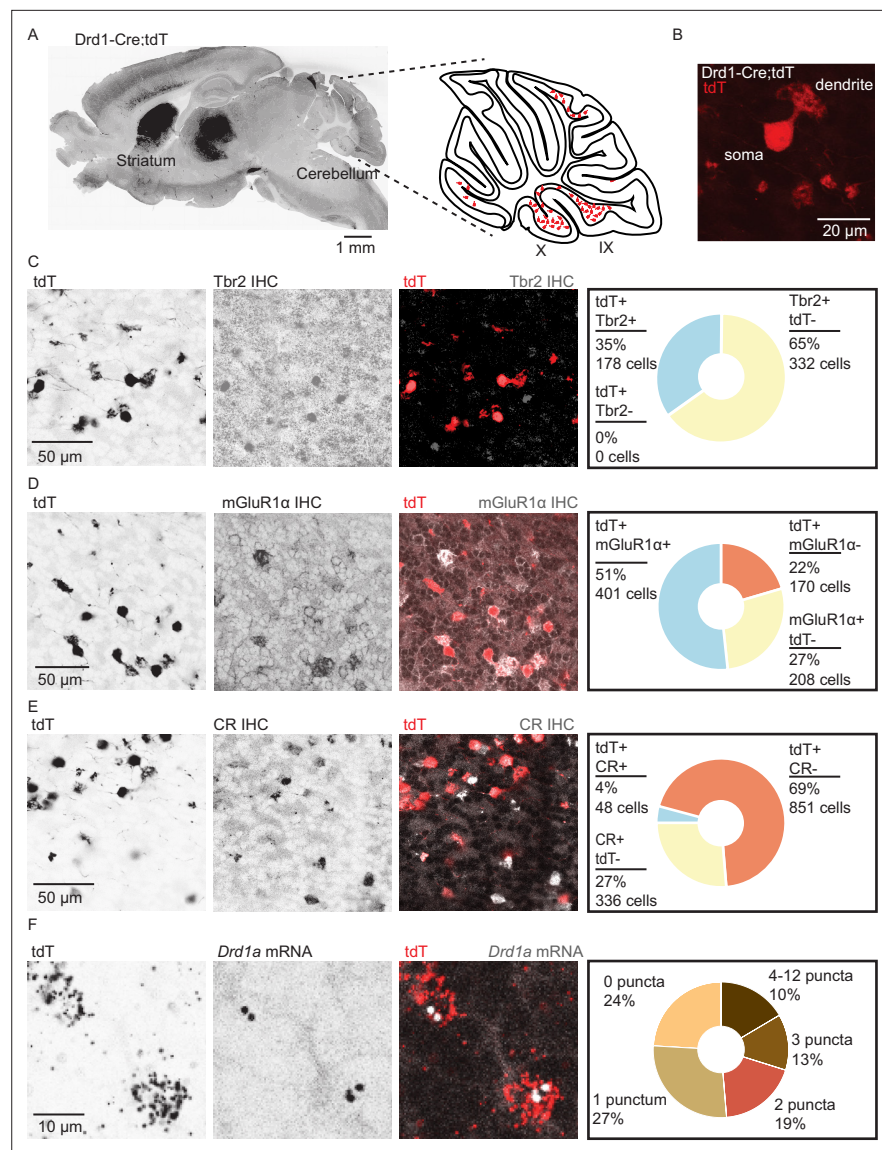 A
Drd1-Cre;tdT
Striatum
Cerebellum
1 mm
X
IX
B
Drd1-Cre;tdT
tdT
dendrite
soma
20 µm
C
tdT
Tbr2 IHC
tdT
Tbr2 IHC
50 µm
tdT+
Tbr2+
35%
178 cells
tdT+
Tbr2-
0%
0 cells
Tbr2+
tdT-
65%
332 cells
D
tdT
mGluR1α IHC
tdT
mGluR1α IHC
50 µm
tdT+
mGluR1α+
51%
401 cells
tdT+
mGluR1α-
22%
170 cells
mGluR1α+
tdT-
27%
208 cells
E
tdT
CR IHC
tdT
CR IHC
50 µm
tdT+
CR+
4%
48 cells
CR+
tdT-
27%
336 cells
tdT+
CR-
69%
851 cells
F
tdT
Drd1a mRNA
tdT
Drd1a mRNA
10 µm
0 puncta
24%
4-12 puncta
10%
3 puncta
13%
2 puncta
19%
1 punctum
27%